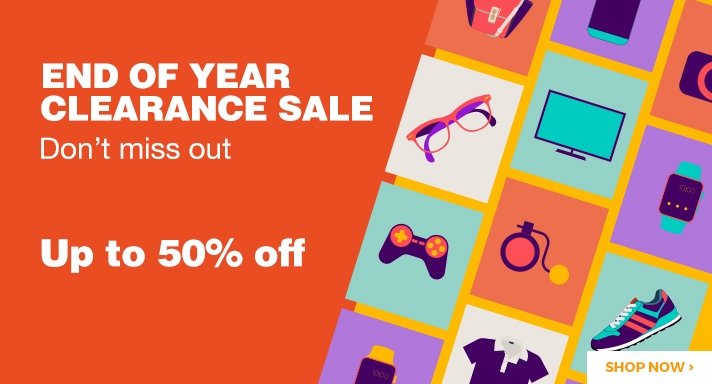 END OF YEAR
CLEARANCE SALE
Don't miss out
Up to 50% off
SHOP NOW ›